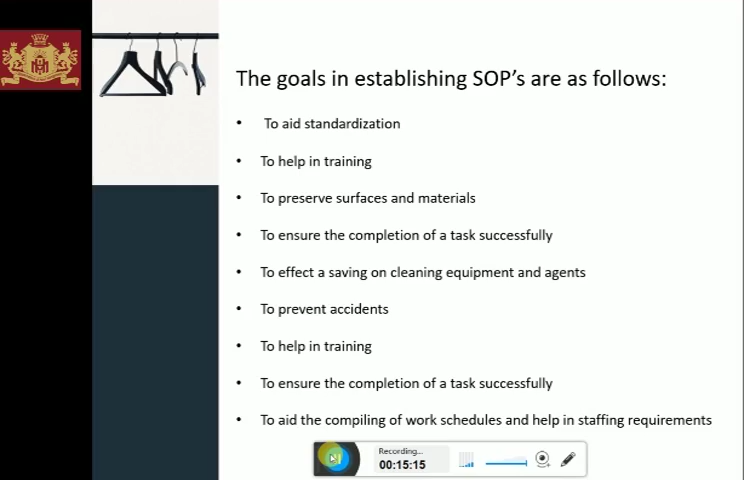 The goals in establishing SOP's are as follows:
• To aid standardization
• To help in training
• To preserve surfaces and materials
• To ensure the completion of a task successfully
• To effect a saving on cleaning equipment and agents
• To prevent accidents
• To help in training
• To ensure the completion of a task successfully
• To aid the compiling of work schedules and help in staffing requirements
Recording...
00:15:15